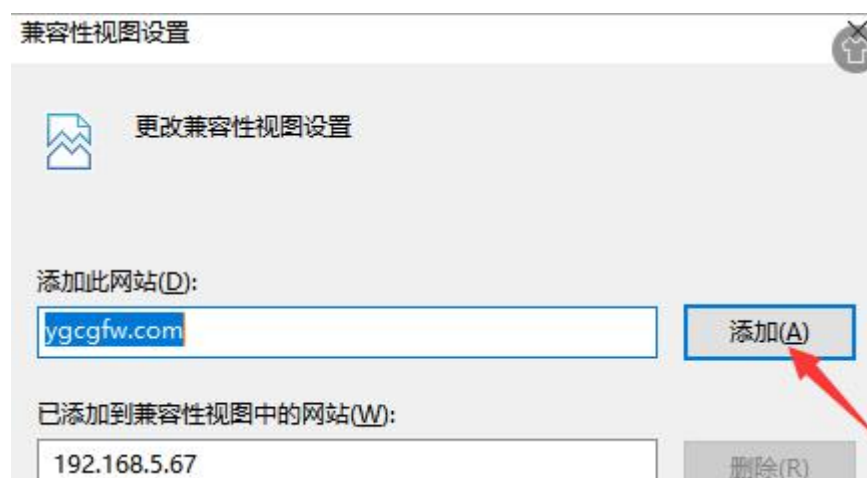 兼容性视图设置
更改兼容性视图设置
添加此网站(D):
ygcgfw.com
添加(A)
已添加到兼容性视图中的网站(W):
192.168.5.67
删除(R)